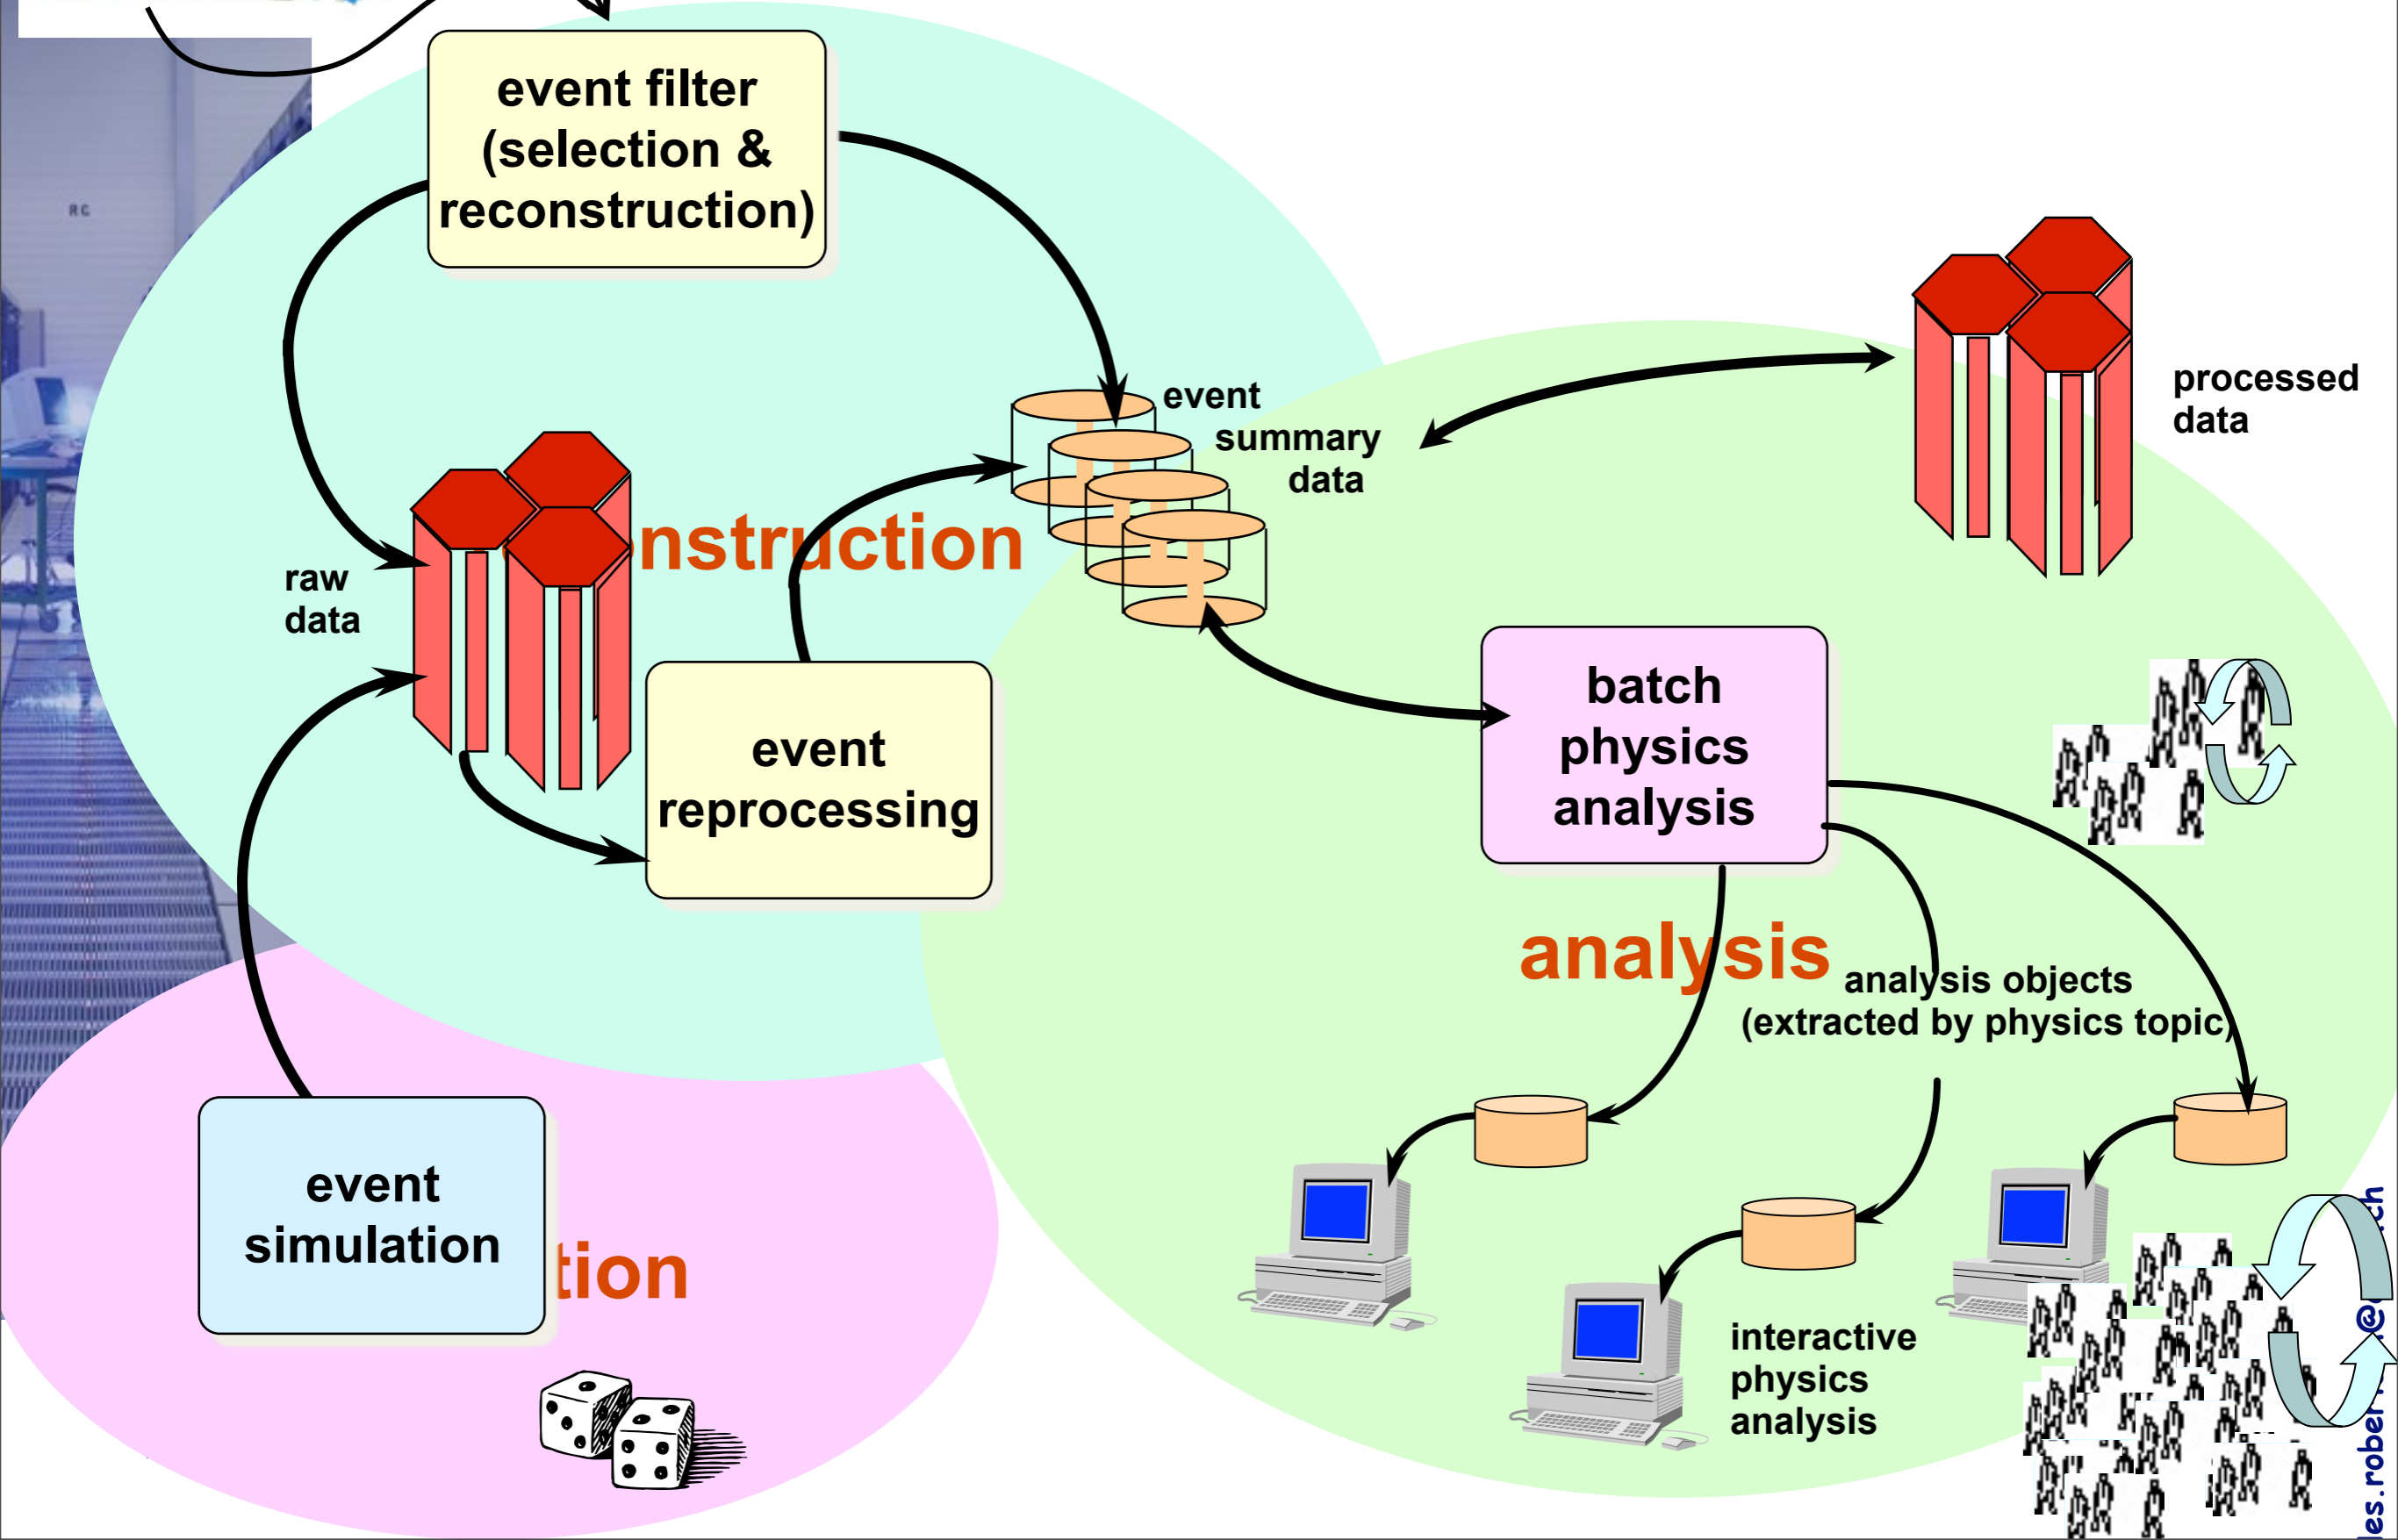 event filter
(selection &
reconstruction)
event
summary
data
processed
data
nstruction
raw
data
batch
physics
analysis
event
reprocessing
analysis
analysis objects
(extracted by physics topic)
event
simulation
tion
interactive
physics
analysis